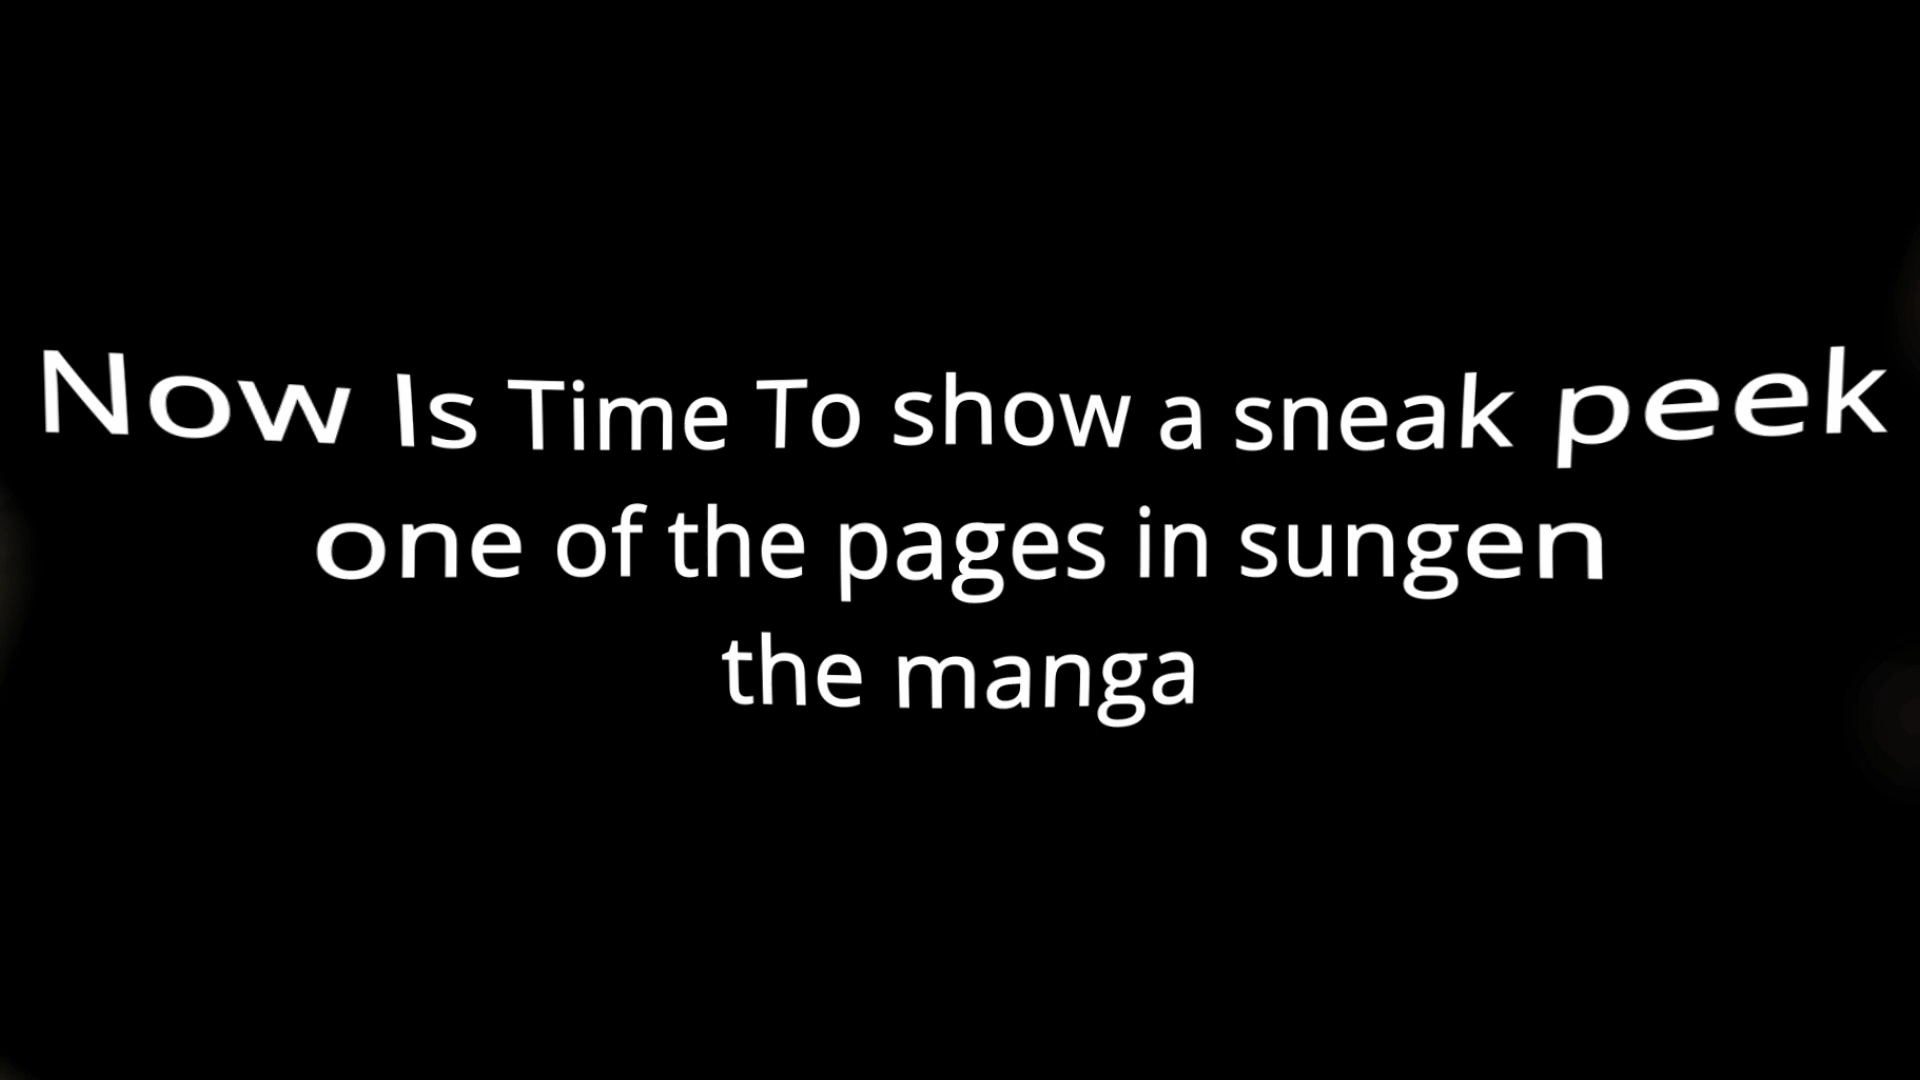 Now Is Time To show a sneak peek
one of the pages in sungen
the manga